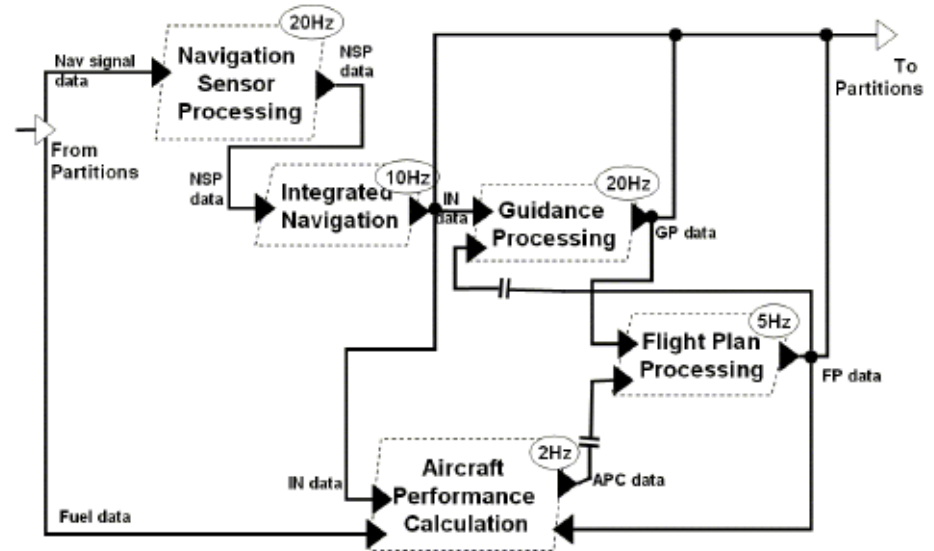 20Hz
Navigation
Sensor
Processing
Nav signal
data
NSP
data
To
Partitions
From
Partitions
NSP
data
10Hz
Integrated
Navigation
IN
data
20Hz
Guidance
Processing
GP data
5Hz
Flight Plan
Processing
FP data
2Hz
Aircraft
Performance
Calculation
IN data
APC data
Fuel data